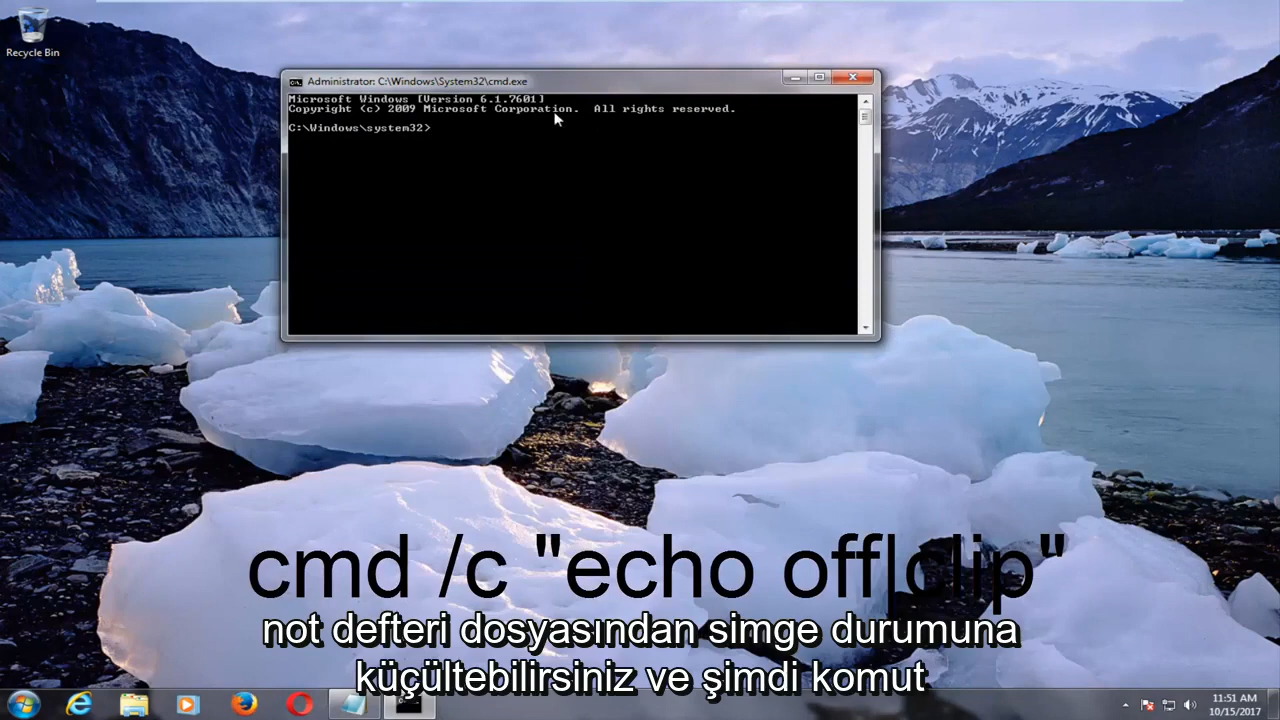 Recycle Bin
Administrator: C:\Windows\System32\cmd.exe
Microsoft Windows [Version 6.1.7601]
Copyright (c) 2009 Microsoft Corporation.  All rights reserved.
C:\Windows\system32>
cmd /c "echo off|clip"
not defteri dosyasından simge durumuna
küçültebilirsiniz ve şimdi komut
11:51 AM
10/15/2017